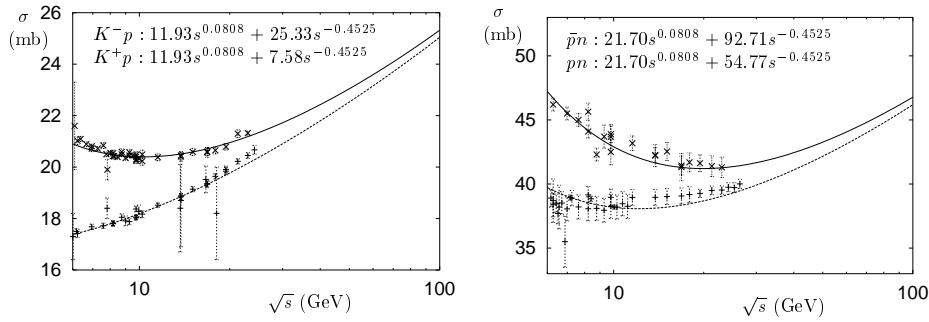 σ
(mb)
K⁻p : 11.93s^0.0808 + 25.33s^−0.4525
K⁺p : 11.93s^0.0808 + 7.58s^−0.4525
26
24
22
20
18
16
10
100
√s (GeV)
σ
(mb)
p̄n : 21.70s^0.0808 + 92.71s^−0.4525
pn : 21.70s^0.0808 + 54.77s^−0.4525
50
45
40
35
10
100
√s (GeV)